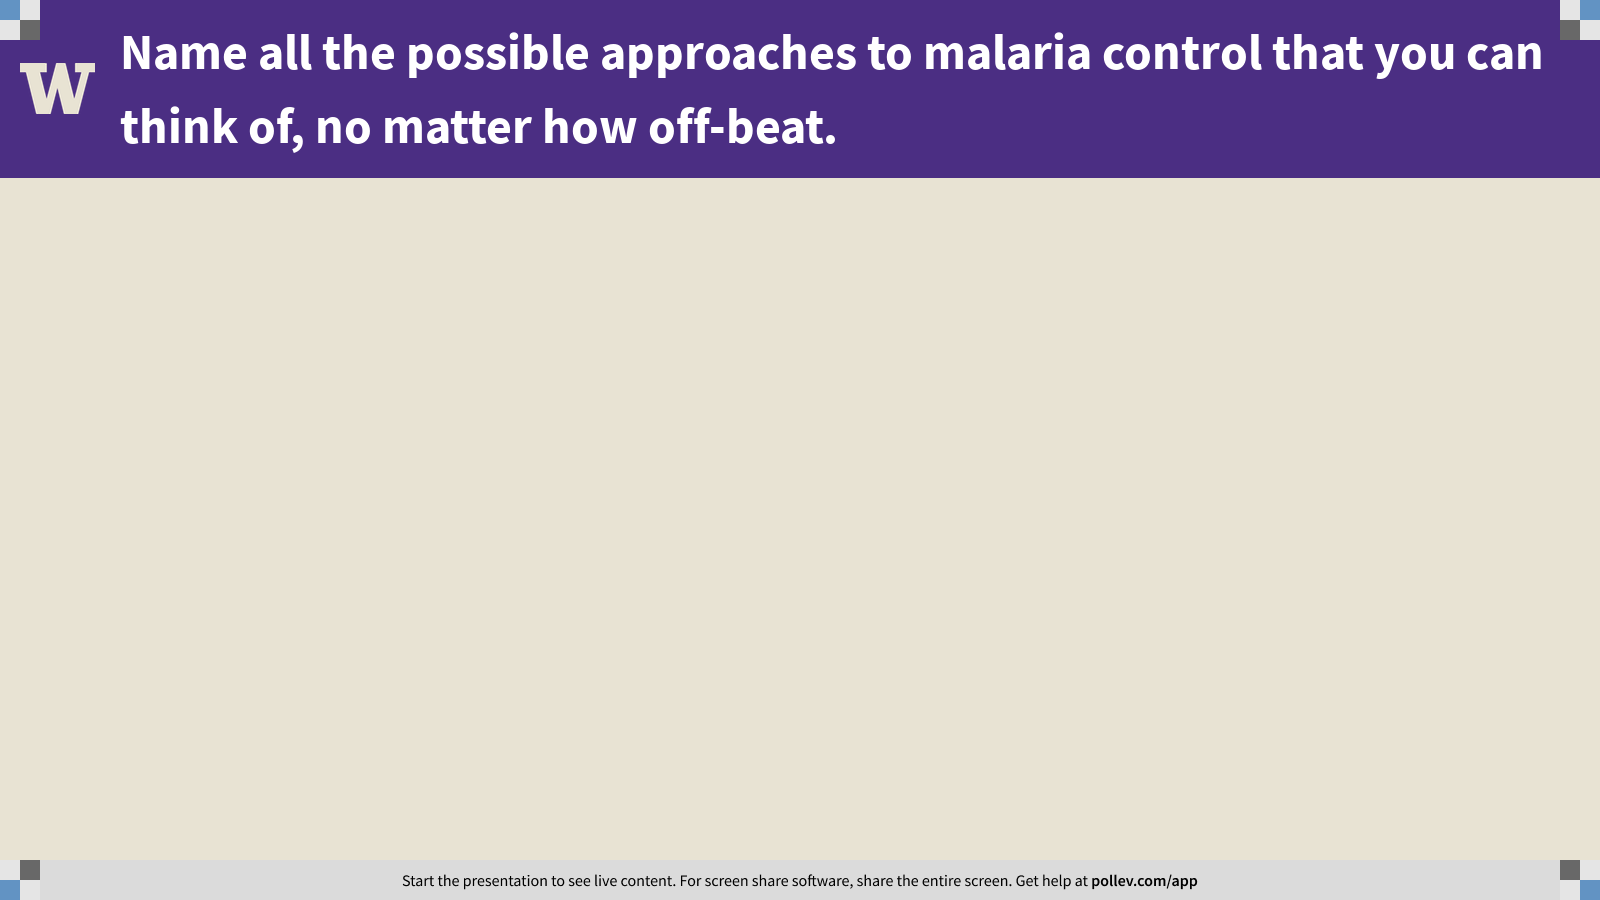 Name all the possible approaches to malaria control that you can
W
think of, no matter how off-beat.
Start the presentation to see live content. For screen share software, share the entire screen. Get help at pollev.com/app